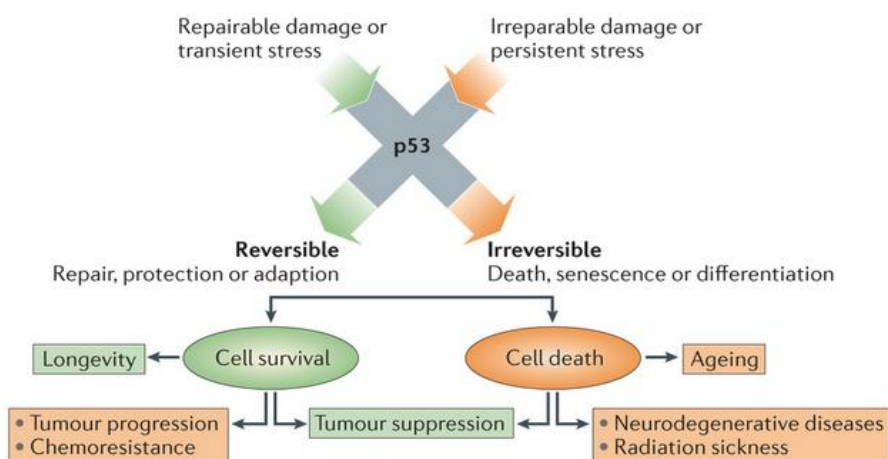 Repairable damage or
transient stress
Irreparable damage or
persistent stress
p53
Reversible
Repair, protection or adaption
Irreversible
Death, senescence or differentiation
Longevity
Cell survival
Cell death
Ageing
• Tumour progression
• Chemoresistance
Tumour suppression
• Neurodegenerative diseases
• Radiation sickness